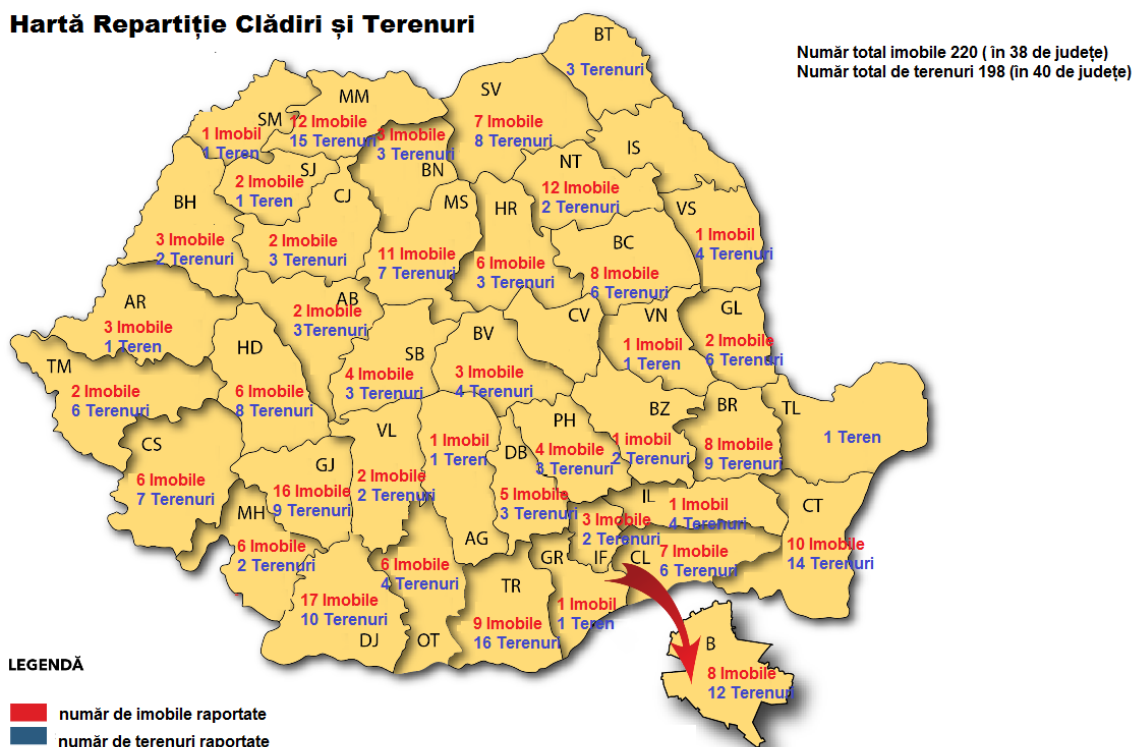 Hartă Repartiție Clădiri și Terenuri
Număr total imobile 220 ( în 38 de județe)
Număr total de terenuri 198 (în 40 de județe)
BT
3 Terenuri
SV
7 Imobile
8 Terenuri
MM
12 Imobile
15 Terenuri
SM
1 Imobil
1 Teren
3 Imobile
3 Terenuri
BN
IS
NT
12 Imobile
2 Terenuri
SJ
2 Imobile
1 Teren
CJ
2 Imobile
3 Terenuri
BH
3 Imobile
2 Terenuri
MS
11 Imobile
7 Terenuri
HR
6 Imobile
3 Terenuri
VS
1 Imobil
4 Terenuri
BC
8 Imobile
6 Terenuri
AR
3 Imobile
1 Teren
AB
2 Imobile
3Terenuri
CV
VN
1 Imobil
1 Teren
GL
2 Imobile
6 Terenuri
TM
2 Imobile
6 Terenuri
HD
6 Imobile
8 Terenuri
SB
4 Imobile
3 Terenuri
BV
3 Imobile
4 Terenuri
BZ
1 imobil
2 Terenuri
BR
8 Imobile
9 Terenuri
TL
1 Teren
CS
6 Imobile
7 Terenuri
GJ
16 Imobile
9 Terenuri
VL
2 Imobile
2 Terenuri
1 Imobil
1 Teren
AG
DB
5 Imobile
3 Terenuri
PH
4 Imobile
3 Terenuri
IL
1 Imobil
4 Terenuri
CT
10 Imobile
14 Terenuri
MH
6 Imobile
2 Terenuri
3 Imobile
2 Terenuri
IF
CL
7 Imobile
6 Terenuri
17 Imobile
10 Terenuri
DJ
6 Imobile
4 Terenuri
OT
TR
9 Imobile
16 Terenuri
GR
1 Imobil
1 Teren
B
8 Imobile
12 Terenuri
LEGENDĂ
număr de imobile raportate
număr de terenuri raportate